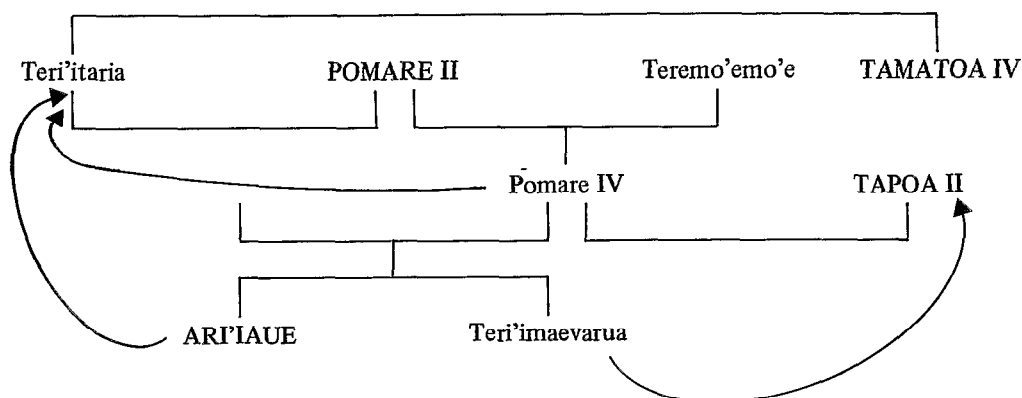 Teri'itaria POMARE II Teremo'emo'e TAMATOA IV
Pomare IV TAPOA II
ARI'IAUE Teri'imaevarua